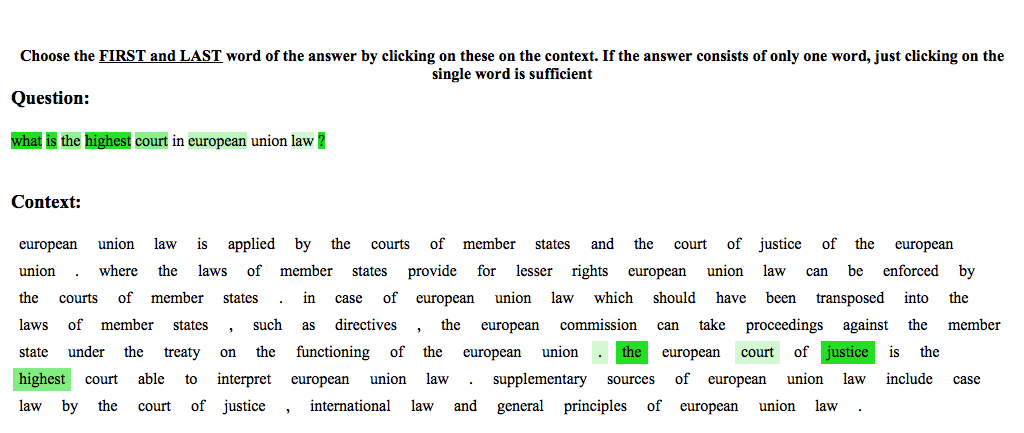 Choose the FIRST and LAST word of the answer by clicking on these on the context. If the answer consists of only one word, just clicking on the
single word is sufficient
Question:
what is the highest court in european union law ?
Context:
european union law is applied by the courts of member states and the court of justice of the european
union . where the laws of member states provide for lesser rights european union law can be enforced by
the courts of member states . in case of european union law which should have been transposed into the
laws of member states , such as directives , the european commission can take proceedings against the member
state under the treaty on the functioning of the european union . the european court of justice is the
highest court able to interpret european union law . supplementary sources of european union law include case
law by the court of justice , international law and general principles of european union law .